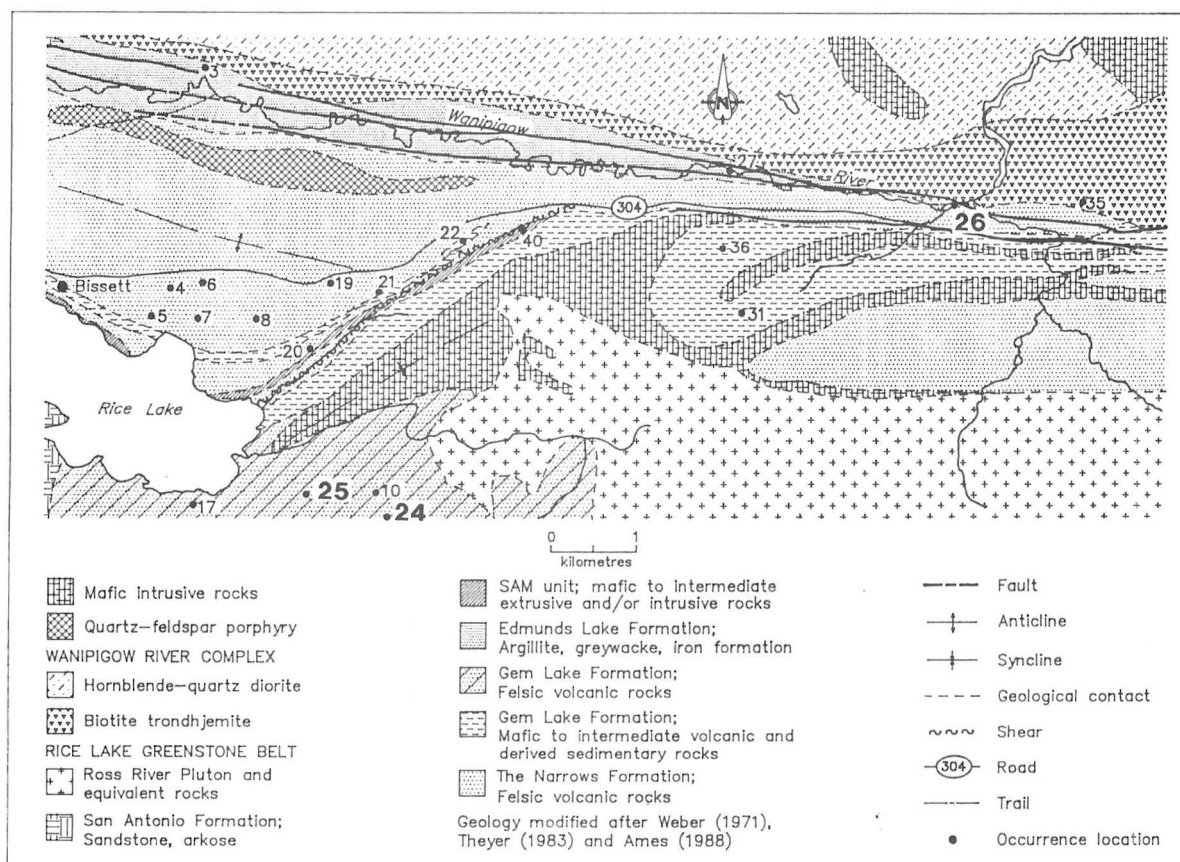 3
Wanipigow
N
27
River
304
26
35
22
40
36
Bissett
4
6
19
21
5
7
8
31
20
Rice Lake
25
10
17
24
0 1
kilometres
Mafic intrusive rocks
Quartz-feldspar porphyry
WANIPIGOW RIVER COMPLEX
Hornblende-quartz diorite
Biotite trondhjemite
RICE LAKE GREENSTONE BELT
Ross River Pluton and
equivalent rocks
San Antonio Formation;
Sandstone, arkose
SAM unit; mafic to intermediate
extrusive and/or intrusive rocks
Edmunds Lake Formation;
Argillite, greywacke, iron formation
Gem Lake Formation;
Felsic volcanic rocks
Gem Lake Formation;
Mafic to intermediate volcanic and
derived sedimentary rocks
The Narrows Formation;
Felsic volcanic rocks
Geology modified after Weber (1971),
Theyer (1983) and Ames (1988)
Fault
Anticline
Syncline
Geological contact
Shear
304 Road
Trail
Occurrence location